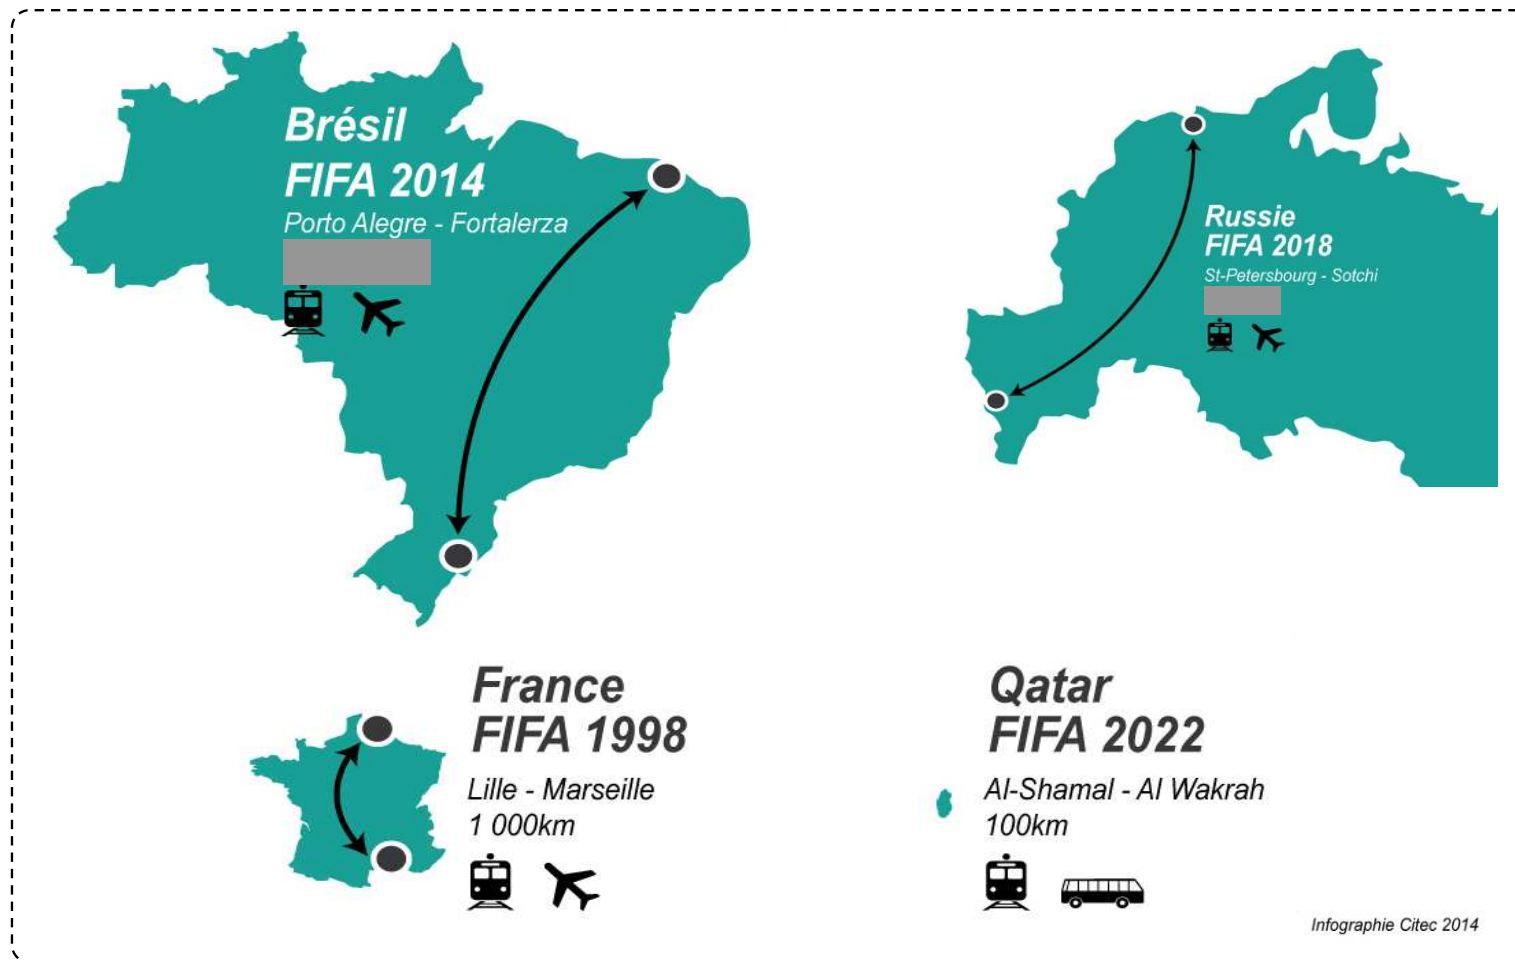 Brésil
FIFA 2014
Porto Alegre - Fortalerza
Russie
FIFA 2018
St-Petersbourg - Sotchi
France
FIFA 1998
Lille - Marseille
1 000km
Qatar
FIFA 2022
Al-Shamal - Al Wakrah
100km
Infographie Citec 2014